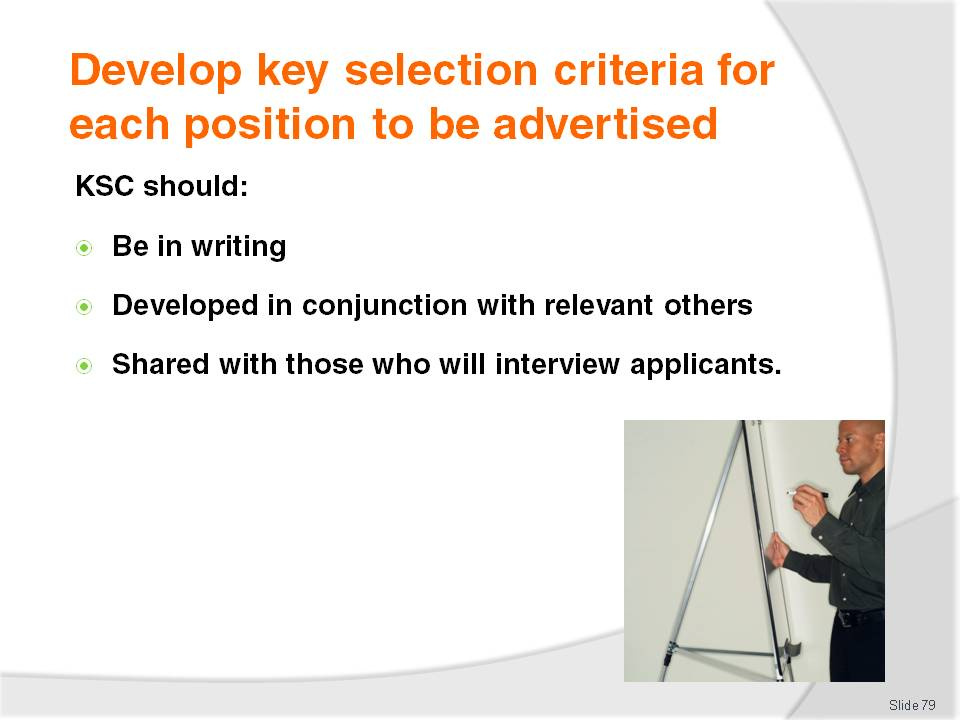 Develop key selection criteria for
each position to be advertised
KSC should:
Be in writing
Developed in conjunction with relevant others
Shared with those who will interview applicants.
Slide 79